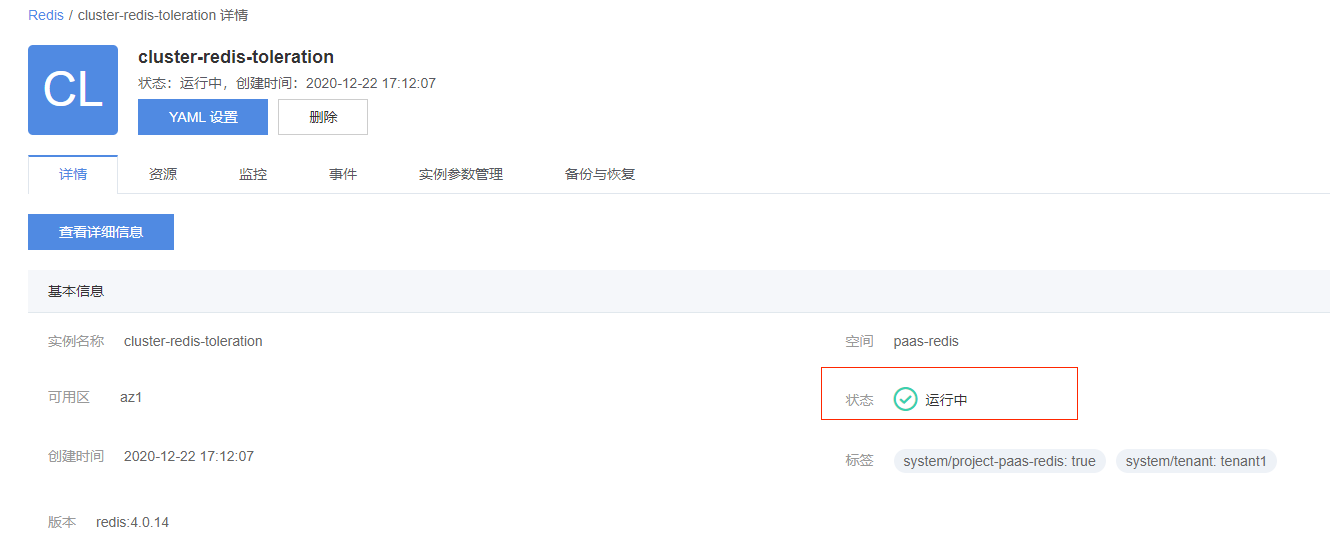 Redis / cluster-redis-toleration 详情
CL
cluster-redis-toleration
状态：运行中，创建时间：2020-12-22 17:12:07
YAML 设置 删除
详情 资源 监控 事件 实例参数管理 备份与恢复
查看详细信息
基本信息
实例名称 cluster-redis-toleration 空间 paas-redis
可用区 az1 状态 运行中
创建时间 2020-12-22 17:12:07 标签 system/project-paas-redis: true system/tenant: tenant1
版本 redis:4.0.14